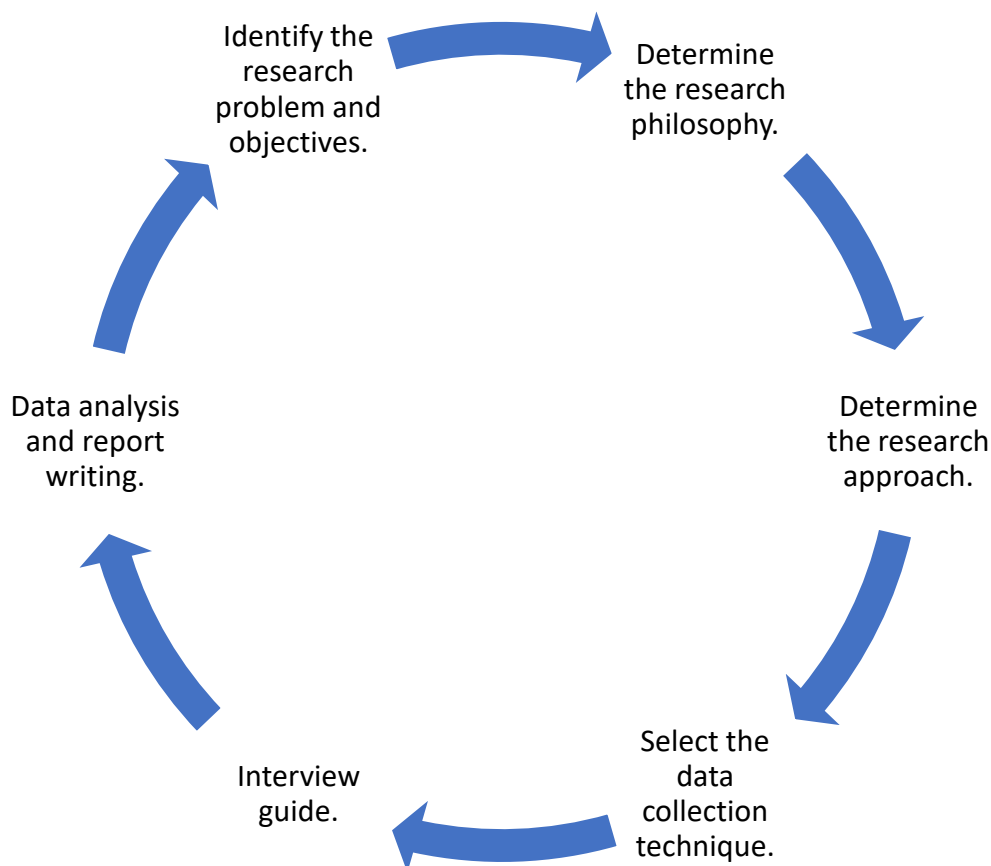 Identify the
research
problem and
objectives.
Determine
the research
philosophy.
Determine
the research
approach.
Select the
data
collection
technique.
Interview
guide.
Data analysis
and report
writing.